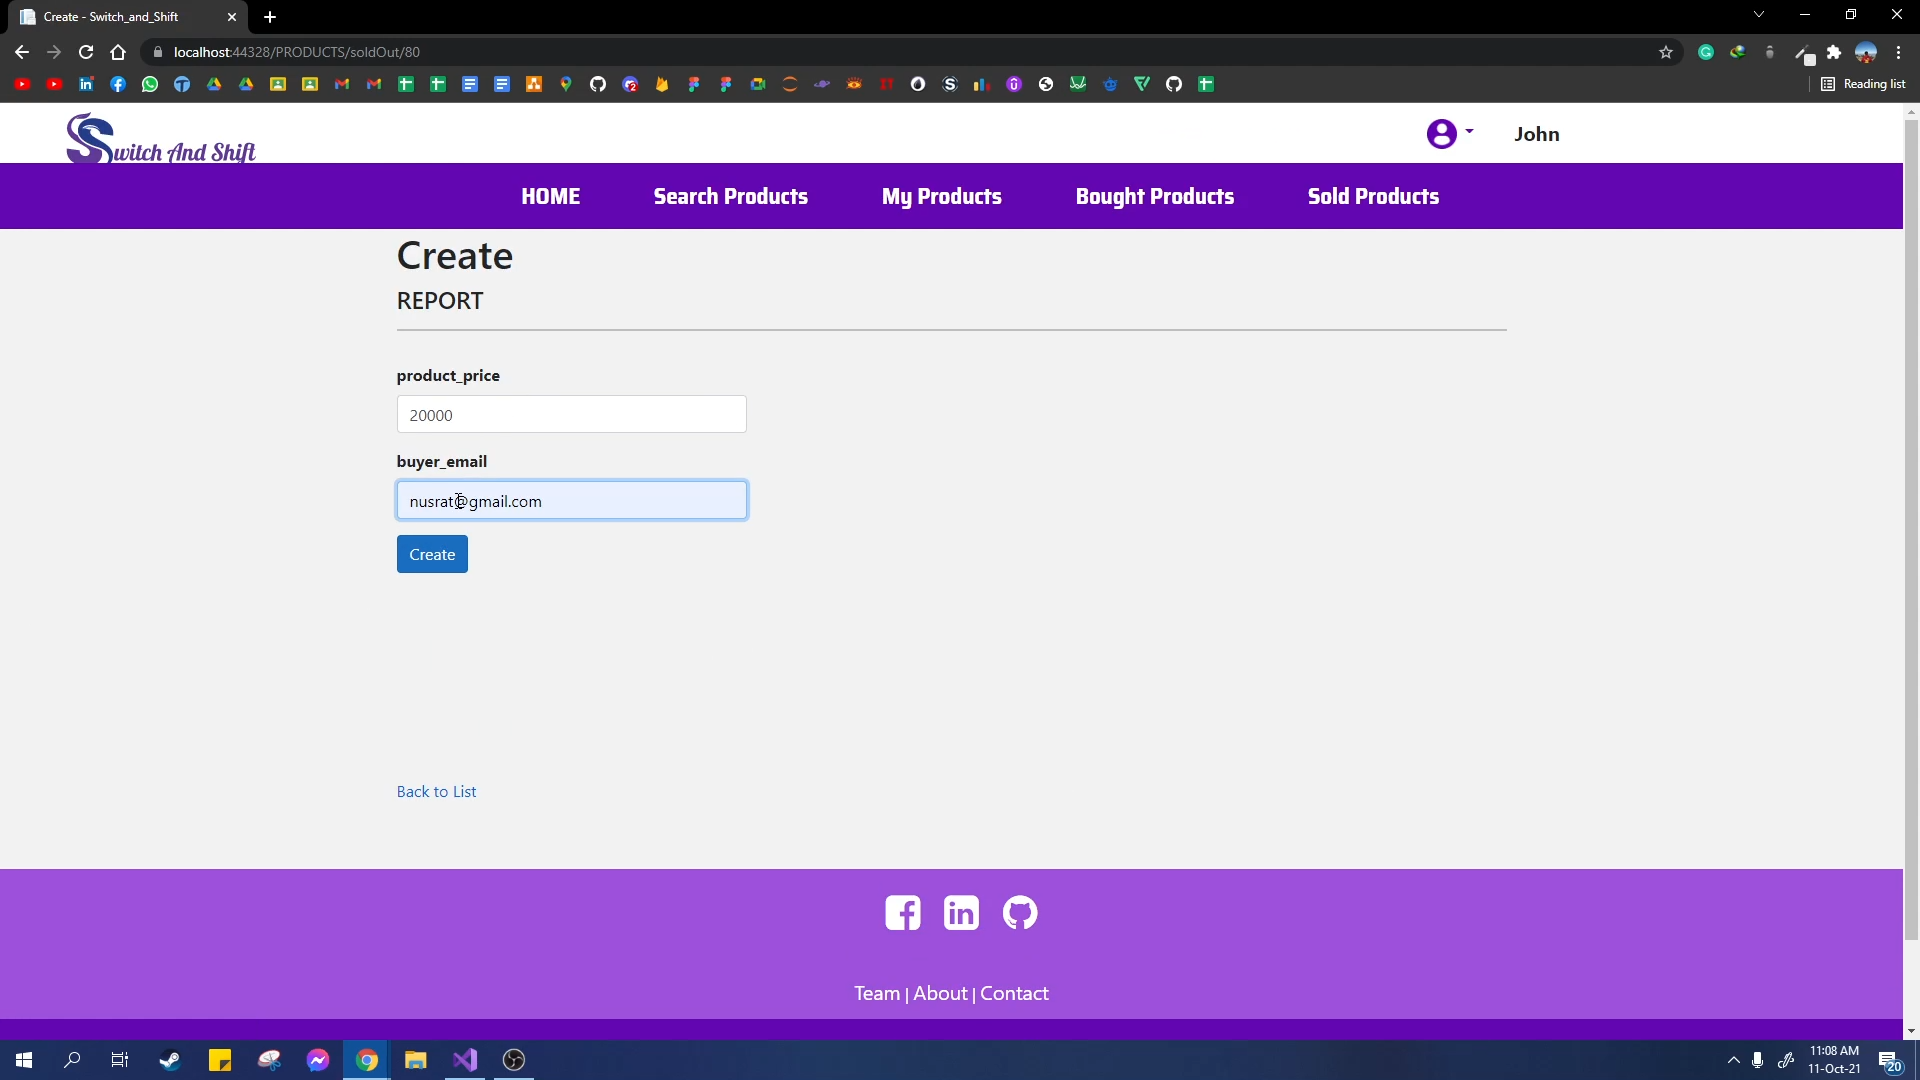 Create - Switch_and_Shift
localhost:44328/PRODUCTS/soldOut/80
Reading list
Switch And Shift
John
HOME
Search Products
My Products
Bought Products
Sold Products
Create
REPORT
product_price
20000
buyer_email
nusrat@gmail.com
Create
Back to List
Team | About | Contact
11:08 AM
11-Oct-21
20